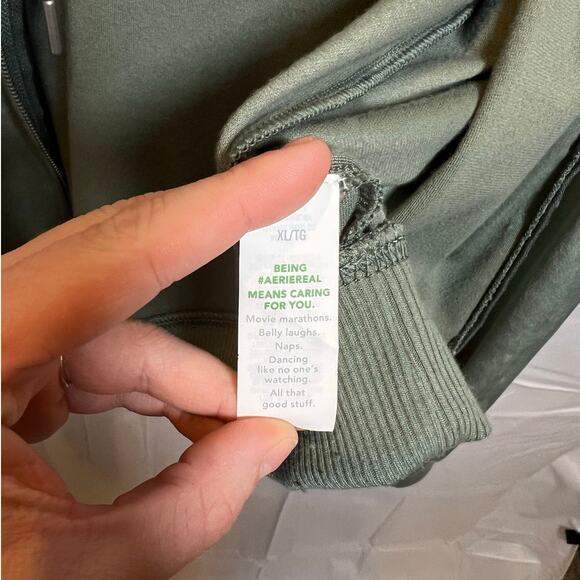 XL/TG
BEING
#AERIEREAL
MEANS CARING
FOR YOU.
Movie marathons.
Belly laughs.
Naps.
Dancing
like no one's
watching.
All that
good stuff.